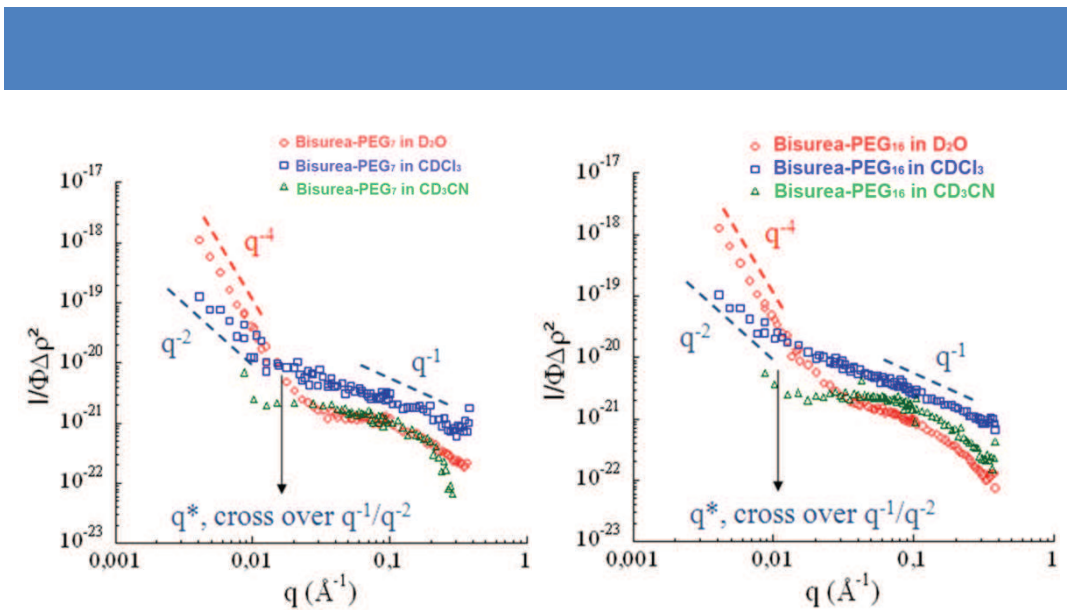 Bisurea-PEG₇ in D₂O
Bisurea-PEG₇ in CDCl₃
Bisurea-PEG₇ in CD₃CN
10⁻¹⁷
10⁻¹⁸
10⁻¹⁹
10⁻²⁰
10⁻²¹
10⁻²²
10⁻²³
I/ΦΔρ²
q⁻⁴
q⁻²
q⁻¹
q*, cross over q⁻¹/q⁻²
0,001
0,01
0,1
1
q (Å⁻¹)
Bisurea-PEG₁₆ in D₂O
Bisurea-PEG₁₆ in CDCl₃
Bisurea-PEG₁₆ in CD₃CN
10⁻¹⁷
10⁻¹⁸
10⁻¹⁹
10⁻²⁰
10⁻²¹
10⁻²²
10⁻²³
I/ΦΔρ²
q⁻⁴
q⁻²
q⁻¹
q*, cross over q⁻¹/q⁻²
0,001
0,01
0,1
1
q (Å⁻¹)